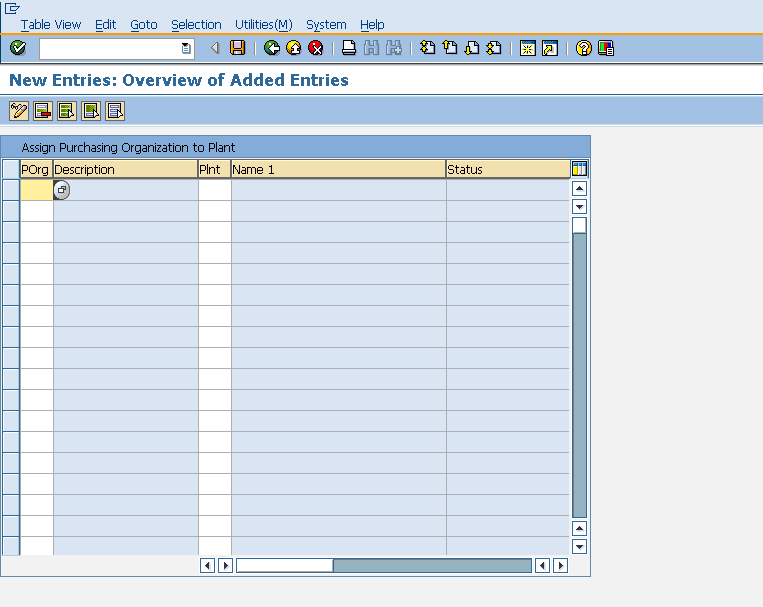 Table View Edit Goto Selection Utilities(M) System Help
New Entries: Overview of Added Entries
Assign Purchasing Organization to Plant
POrg Description Plnt Name 1 Status